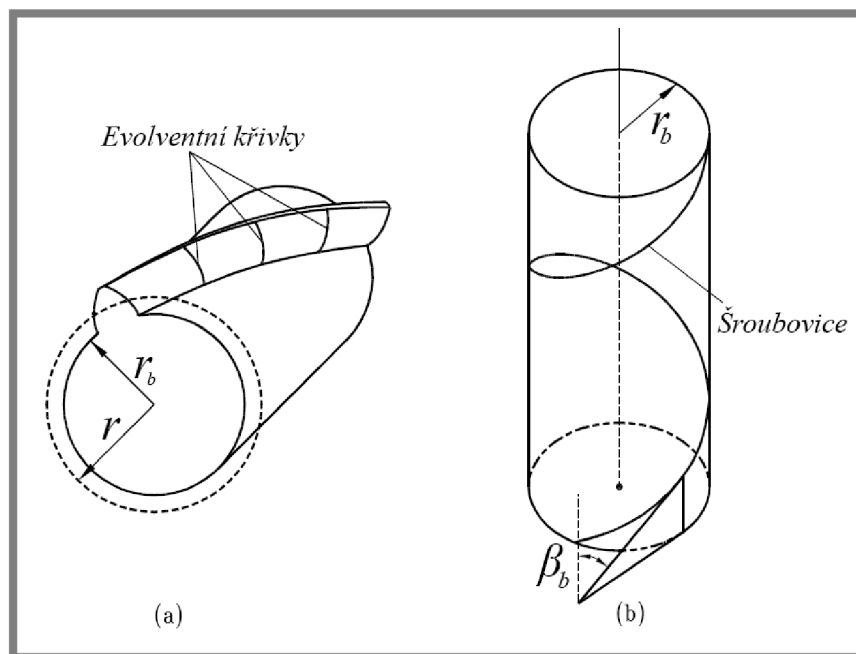 Evolventní křivky
r_b
r
(a)
r_b
Šroubovice
β_b
(b)